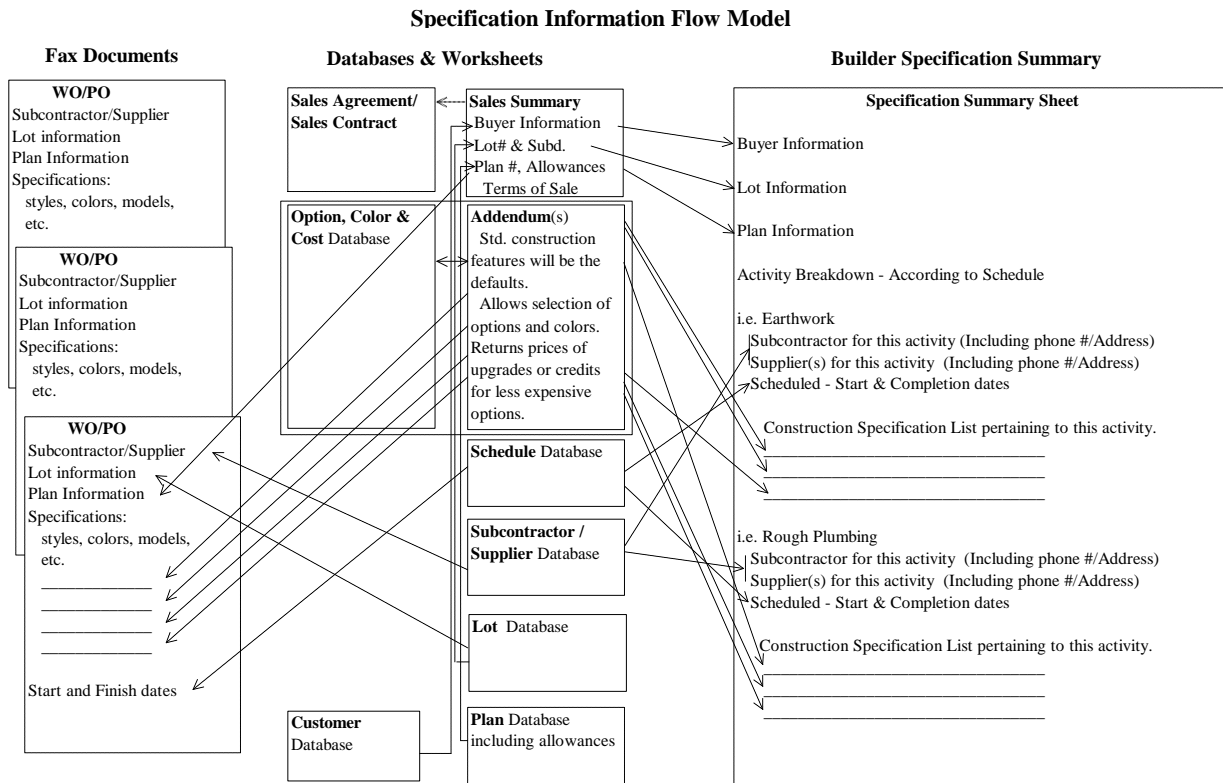 Specification Information Flow Model
Fax Documents
WO/PO
Subcontractor/Supplier
Lot information
Plan Information
Specifications:
styles, colors, models,
etc.
WO/PO
Subcontractor/Supplier
Lot information
Plan Information
Specifications:
styles, colors, models,
etc.
WO/PO
Subcontractor/Supplier
Lot information
Plan Information
Specifications:
styles, colors, models,
etc.
Start and Finish dates
Databases & Worksheets
Sales Agreement/
Sales Contract
Sales Summary
Buyer Information
Lot# & Subd.
Plan #, Allowances
Terms of Sale
Option, Color &
Cost Database
Addendum(s)
Std. construction
features will be the
defaults.
Allows selection of
options and colors.
Returns prices of
upgrades or credits
for less expensive
options.
Schedule Database
Subcontractor /
Supplier Database
Lot Database
Customer
Database
Plan Database
including allowances
Builder Specification Summary
Specification Summary Sheet
Buyer Information
Lot Information
Plan Information
Activity Breakdown - According to Schedule
i.e. Earthwork
Subcontractor for this activity (Including phone #/Address)
Supplier(s) for this activity (Including phone #/Address)
Scheduled - Start & Completion dates
Construction Specification List pertaining to this activity.
i.e. Rough Plumbing
Subcontractor for this activity (Including phone #/Address)
Supplier(s) for this activity (Including phone #/Address)
Scheduled - Start & Completion dates
Construction Specification List pertaining to this activity.